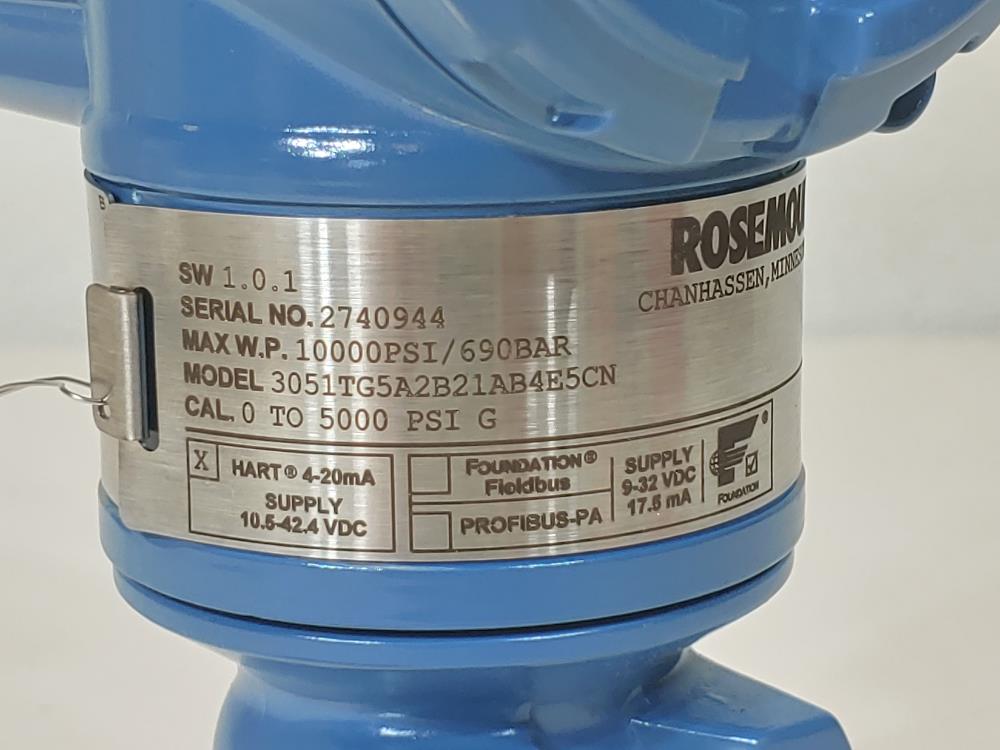 B
ROSEMOU
CHANHASSEN, MINNESO
SW 1.0.1
SERIAL NO. 2740944
MAX W.P. 10000PSI/690BAR
MODEL 3051TG5A2B21AB4E5CN
CAL. 0 TO 5000 PSI G
X HART® 4-20mA
SUPPLY
10.5-42.4 VDC
FOUNDATION®
Fieldbus
PROFIBUS-PA
SUPPLY
9-32 VDC
17.5 mA
F ®
FOUNDATION